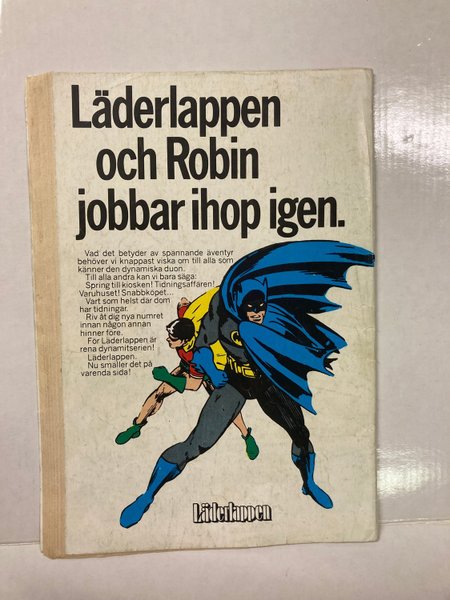 Läderlappen
och Robin
jobbar ihop igen.
Vad det betyder av spännande äventyr
behöver vi knappast viska om till alla som
känner den dynamiska duon.
Till alla andra kan vi bara säga:
Spring till kiosken! Tidningsaffären!
Varuhuset! Snabbköpet...
Vart som helst där dom
har tidningar.
Riv åt dig nya numret
innan någon annan
hinner före.
För Läderlappen är
rena dynamitserien!
Läderlappen.
Nu smäller det på
varenda sida!
Läderlappen